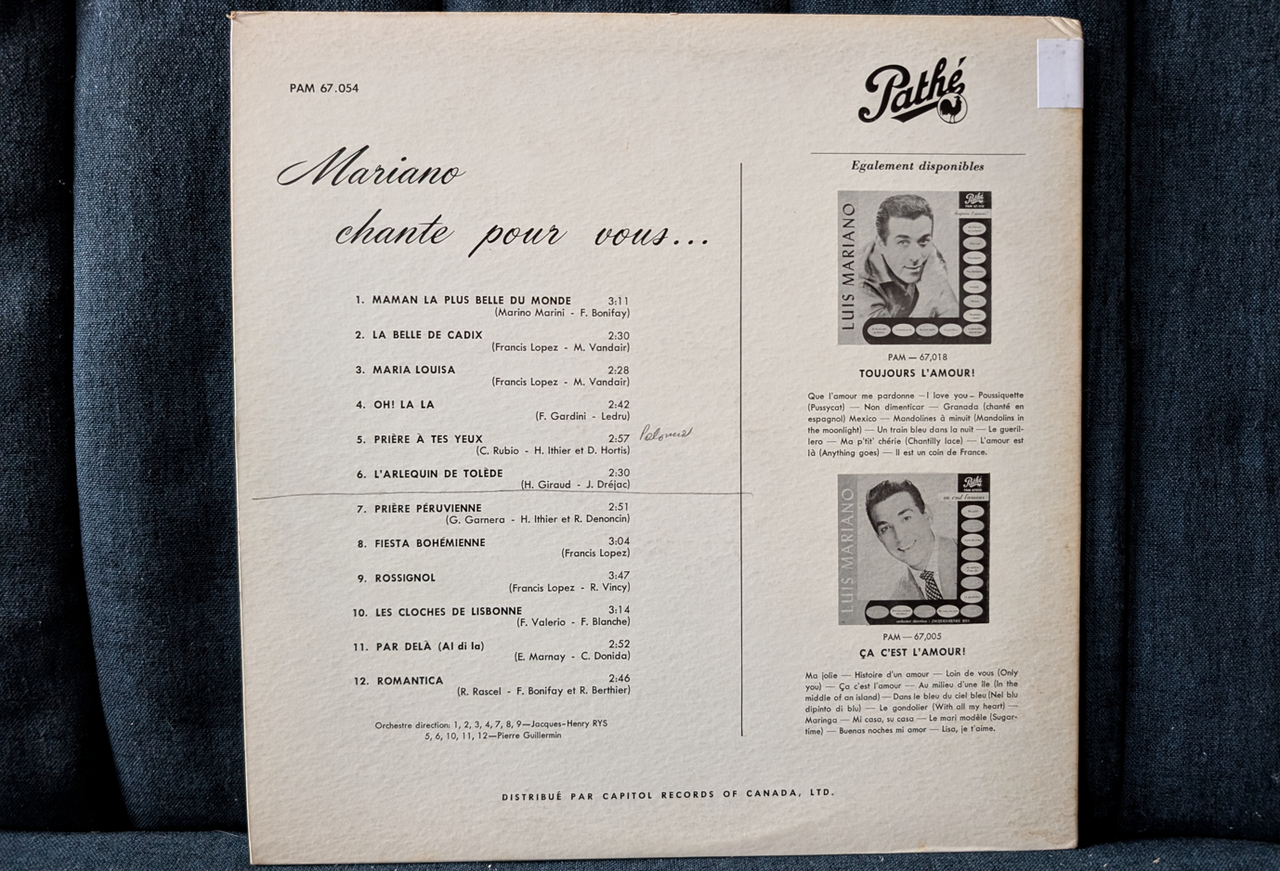 PAM 67.054
Mariano
chante pour vous...
1. MAMAN LA PLUS BELLE DU MONDE 3:11
(Marino Marini - F. Bonifay)
2. LA BELLE DE CADIX 2:30
(Francis Lopez - M. Vandair)
3. MARIA LOUISA 2:28
(Francis Lopez - M. Vandair)
4. OH! LA LA 2:42
(F. Gardini - Ledru)
5. PRIÈRE À TES YEUX 2:57
(C. Rubio - H. Ithier et D. Hortis)
6. L'ARLEQUIN DE TOLÈDE 2:30
(H. Giraud - J. Dréjac)
7. PRIÈRE PÉRUVIENNE 2:51
(G. Garnera - H. Ithier et R. Denoncin)
8. FIESTA BOHÉMIENNE 3:04
(Francis Lopez)
9. ROSSIGNOL 3:47
(Francis Lopez - R. Vincy)
10. LES CLOCHES DE LISBONNE 3:14
(F. Valerio - F. Blanche)
11. PAR DELÀ (Al di la) 2:52
(E. Marnay - C. Donida)
12. ROMANTICA 2:46
(R. Rascel - F. Bonifay et R. Berthier)
Orchestre direction: 1, 2, 3, 4, 7, 8, 9—Jacques-Henry RYS
5, 6, 10, 11, 12—Pierre Guillermin
Pathé
Egalement disponibles
LUIS MARIANO
Pathé
PAM — 67,018
TOUJOURS L'AMOUR!
Que l'amour me pardonne — I love you — Poussiquette
(Pussycat) — Non dimenticar — Granada (chanté en
espagnol) Mexico — Mandolines à minuit (Mandolins in
the moonlight) — Un train bleu dans la nuit — Le gueril-
lero — Ma p'tit' chérie (Chantilly lace) — L'amour est
là (Anything goes) — Il est un coin de France.
LUIS MARIANO
Pathé
PAM — 67,005
ÇA C'EST L'AMOUR!
Ma jolie — Histoire d'un amour — Loin de vous (Only
you) — Ça c'est l'amour — Au milieu d'une île (In the
middle of an island) — Dans le bleu du ciel bleu (Nel blu
dipinto di blu) — Le gondolier (With all my heart) —
Maringa — Mi casa, su casa — Le mari modèle (Sugar-
time) — Buenas noches mi amor — Lisa, je t'aime.
DISTRIBUÉ PAR CAPITOL RECORDS OF CANADA, LTD.